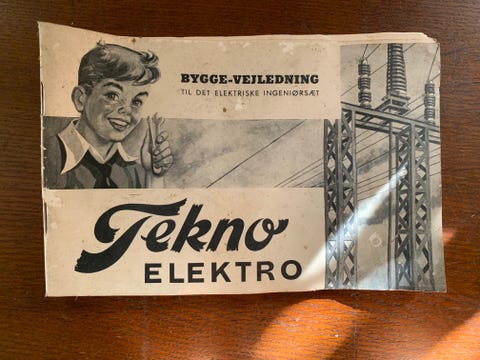 BYGGE-VEJLEDNING
TIL DET ELEKTRISKE INGENIØRSÆT
Tekno
ELEKTRO